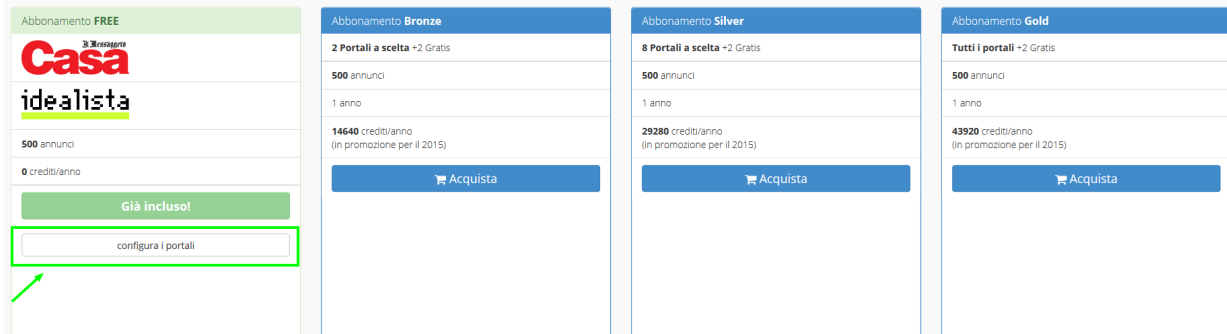 Abbonamento FREE
Il Messaggero
Casa
idealista
500 annunci
0 crediti/anno
Già incluso!
configura i portali
Abbonamento Bronze
2 Portali a scelta +2 Gratis
500 annunci
1 anno
14640 crediti/anno
(in promozione per il 2015)
Acquista
Abbonamento Silver
8 Portali a scelta +2 Gratis
500 annunci
1 anno
29280 crediti/anno
(in promozione per il 2015)
Acquista
Abbonamento Gold
Tutti i portali +2 Gratis
500 annunci
1 anno
43920 crediti/anno
(in promozione per il 2015)
Acquista